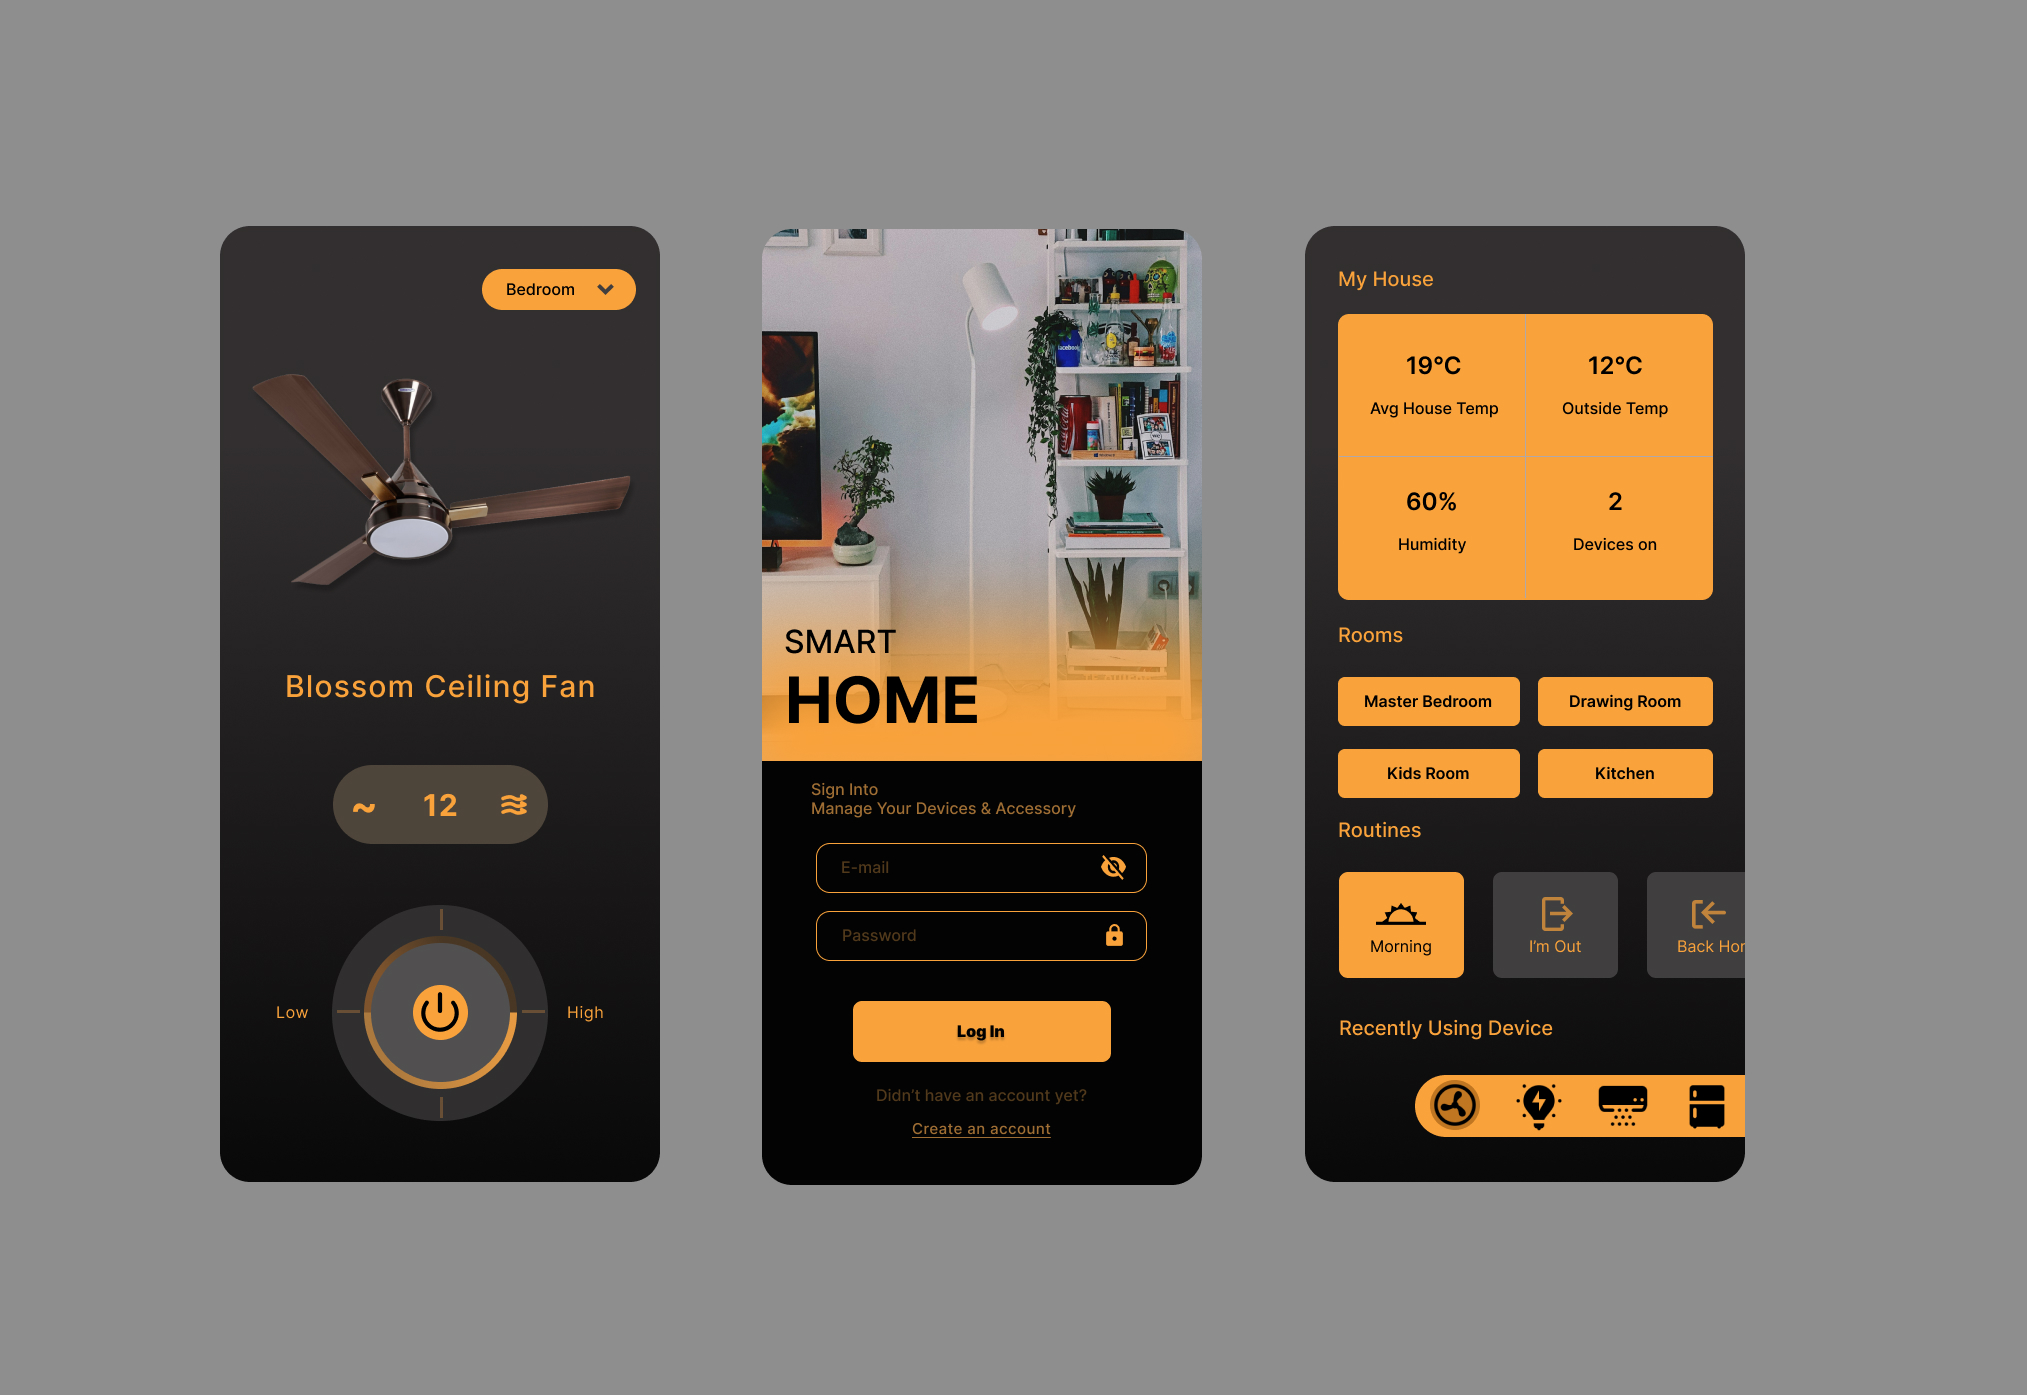 Bedroom
Blossom Ceiling Fan
12
Low
High
facebook
SMART
HOME
Sign Into
Manage Your Devices & Accessory
E-mail
Password
Log In
Didn't have an account yet?
Create an account
My House
19°C
12°C
Avg House Temp
Outside Temp
60%
2
Humidity
Devices on
Rooms
Master Bedroom
Drawing Room
Kids Room
Kitchen
Routines
Morning
I'm Out
Back Hor
Recently Using Device